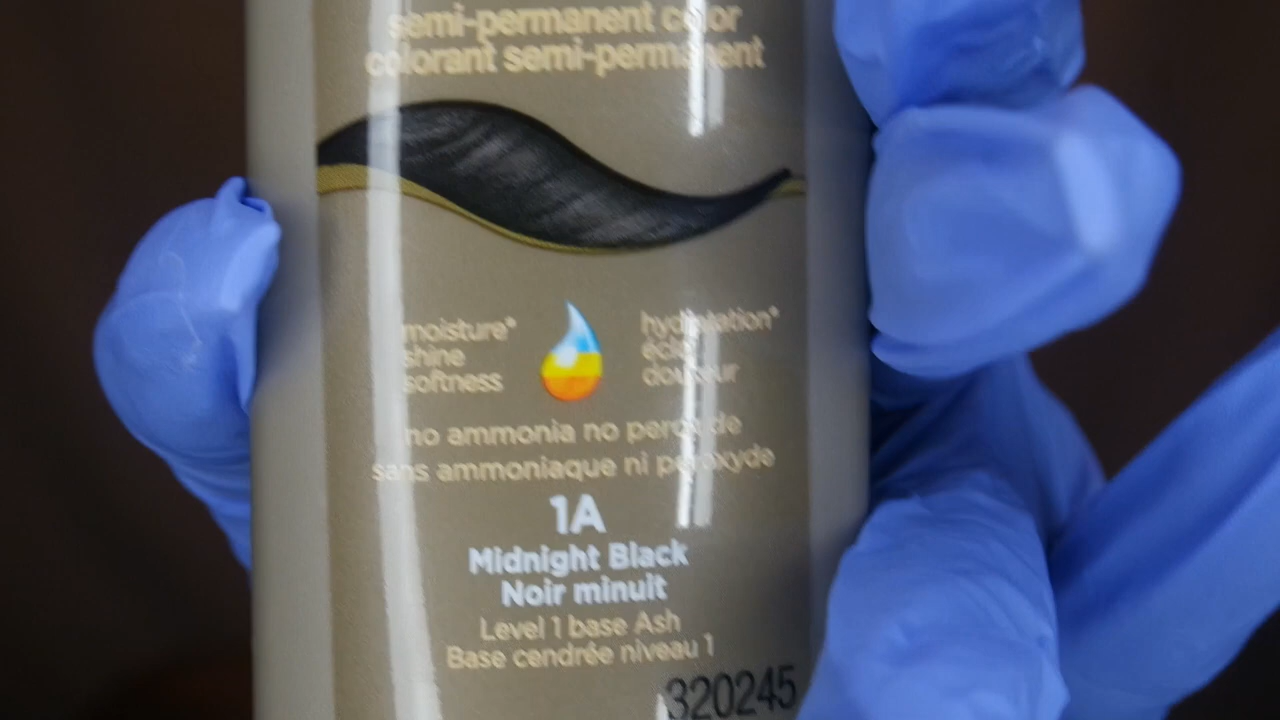 semi-permanent color
colorant semi-permanent
moisture*
shine
softness
hydratation*
éclat
douceur
no ammonia no peroxide
sans ammoniaque ni peroxyde
1A
Midnight Black
Noir minuit
Level 1 base Ash
Base cendrée niveau 1
320245